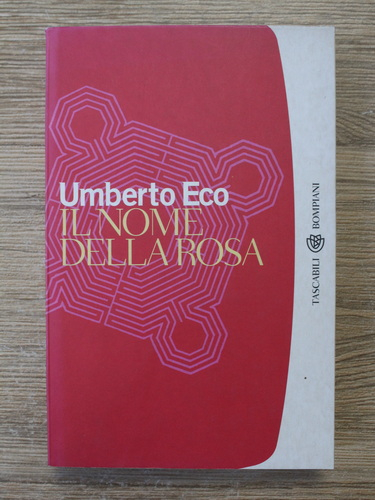 Umberto Eco
IL NOME
DELLA ROSA
TASCABILI BOMPIANI